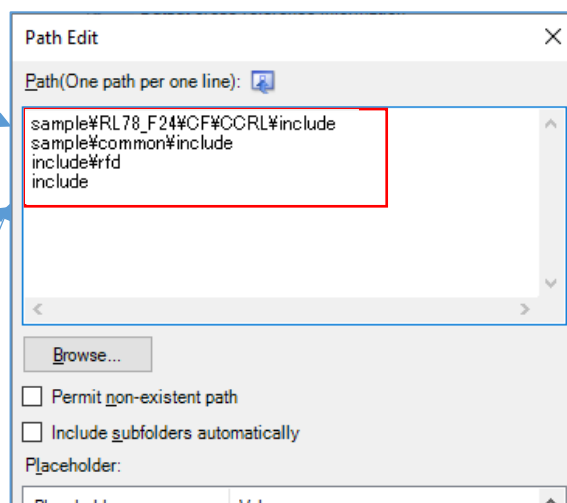 Path Edit
Path(One path per one line):
sample¥RL78_F24¥CF¥CCRL¥include
sample¥common¥include
include¥rfd
include
Browse...
Permit non-existent path
Include subfolders automatically
Placeholder: